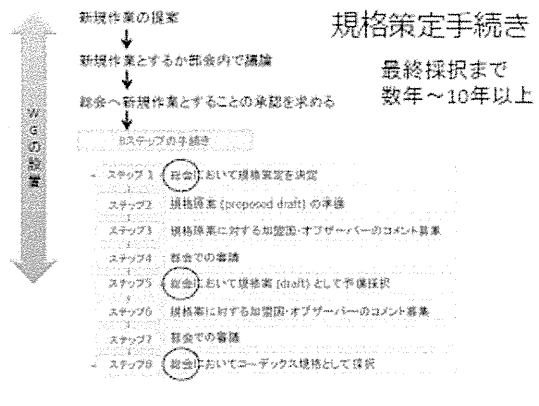 規格策定手続き
最終採択まで
数年~10年以上
新規作業の提案
新規作業とするか部会内で議論
総会へ新規作業とすることの承認を求める
WGの設置
8ステップの手続き
ステップ1 総会において規格策定を決定
ステップ2 規格原案 (proposed draft) の準備
ステップ3 規格原案に対する加盟国・オブザーバーのコメント募集
ステップ4 部会での審議
ステップ5 総会において規格案 (draft) として予備採択
ステップ6 規格案に対する加盟国・オブザーバーのコメント募集
ステップ7 部会での審議
ステップ8 総会においてコーデックス規格として採択